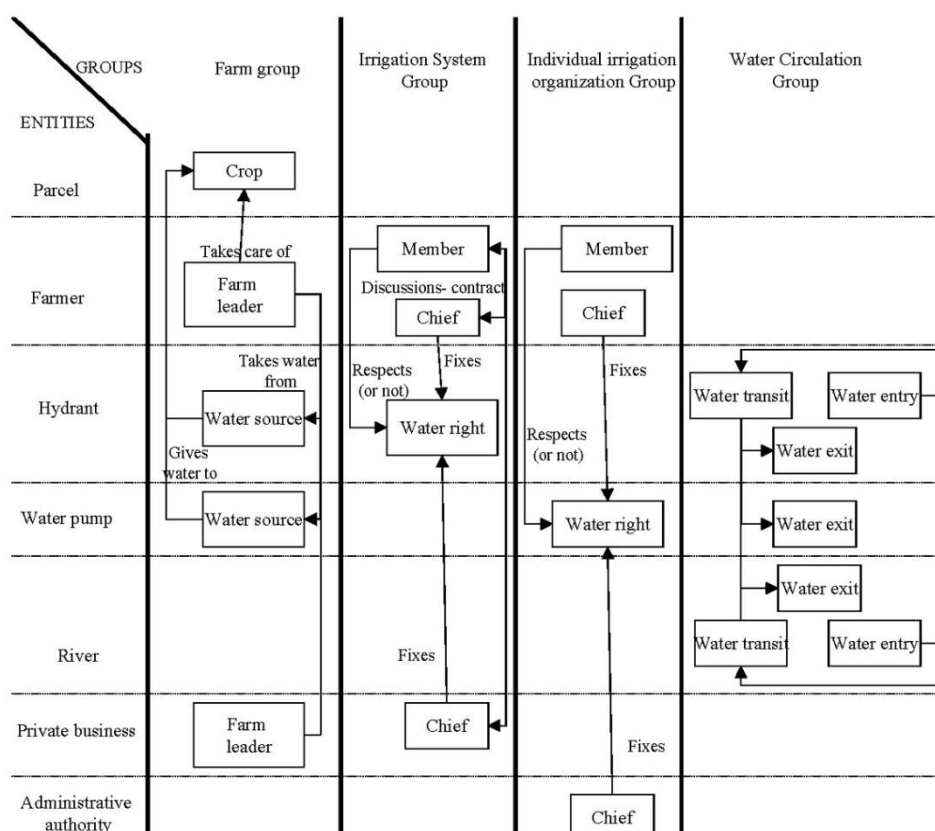 GROUPS
Farm group
Irrigation System
Group
Individual irrigation
organization Group
Water Circulation
Group
ENTITIES
Parcel
Crop
Takes care of
Farmer
Farm
leader
Member
Discussions- contract
Chief
Member
Chief
Hydrant
Takes water
from
Water source
Gives
water to
Fixes
Respects
(or not)
Water right
Fixes
Respects
(or not)
Water transit
Water entry
Water exit
Water pump
Water source
Water right
Water exit
River
Fixes
Water exit
Water transit
Water entry
Private business
Farm
leader
Chief
Fixes
Administrative
authority
Chief